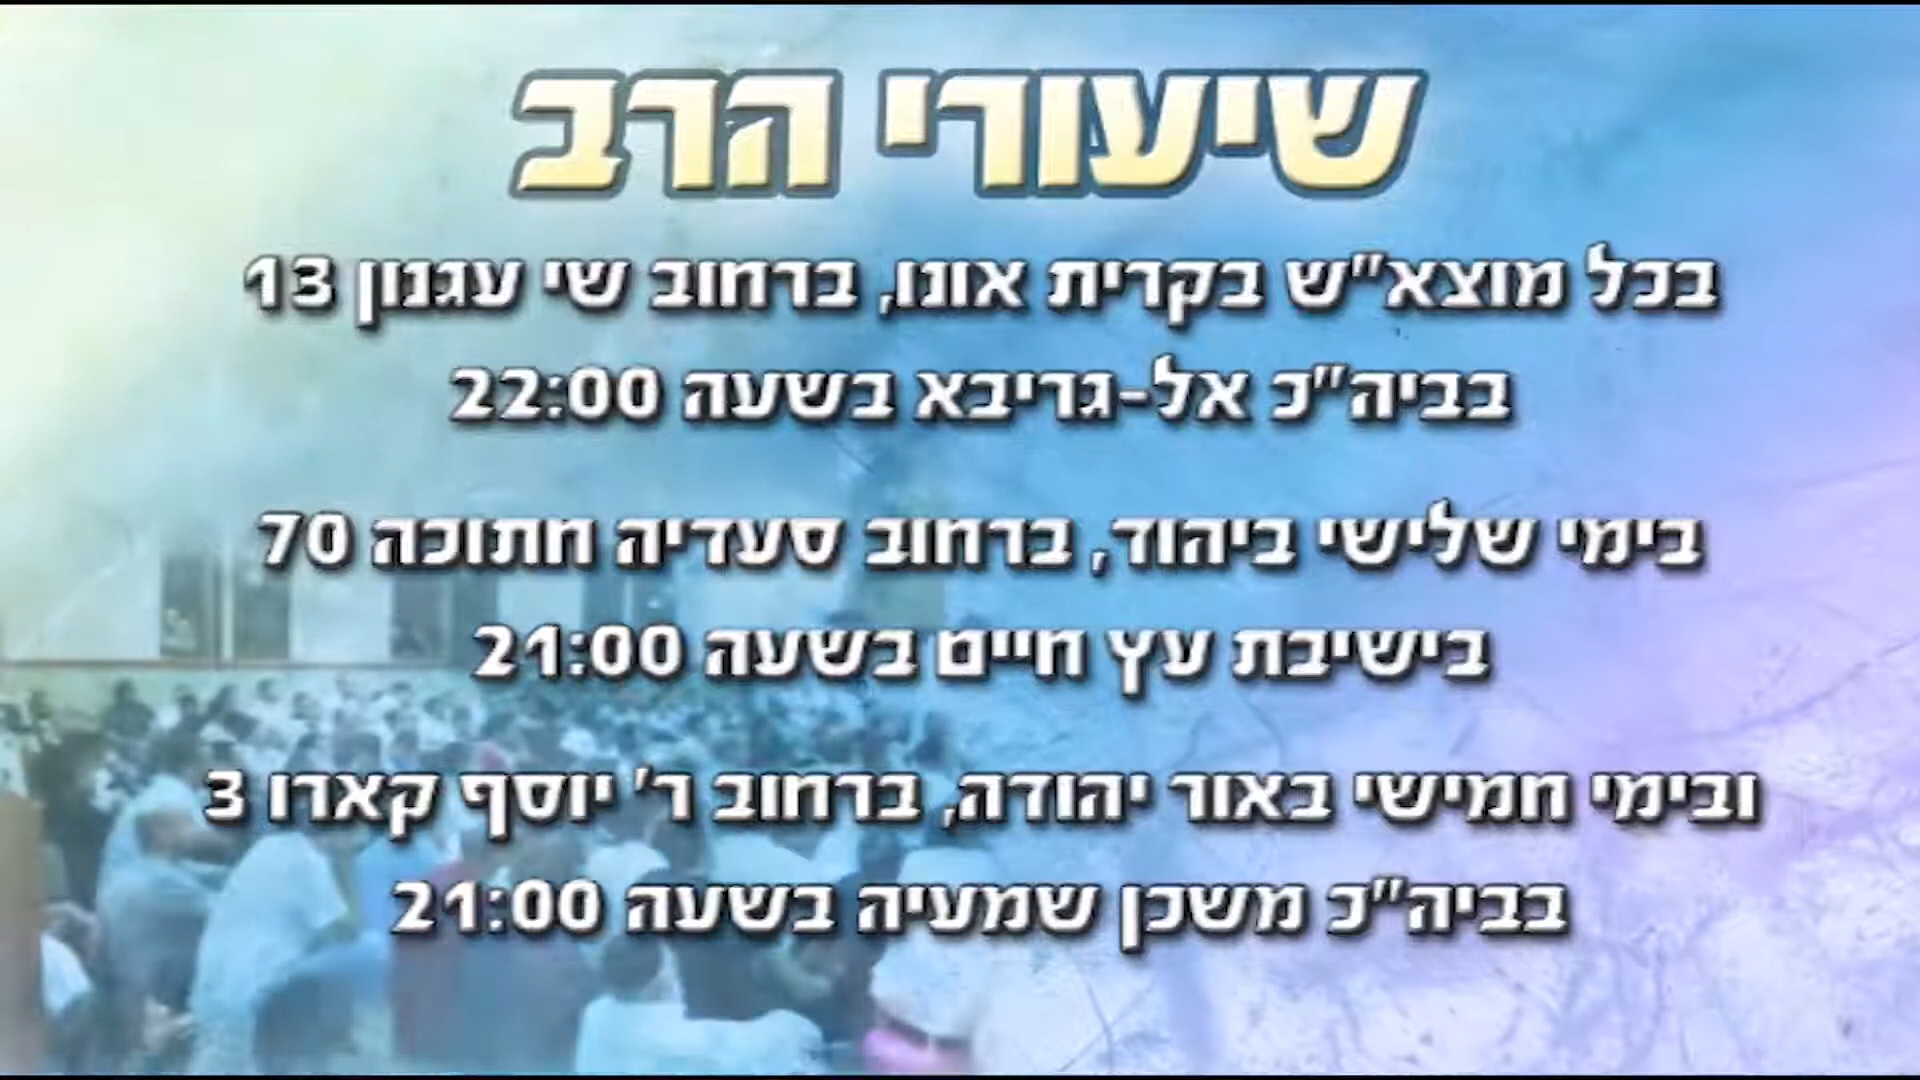 שיעורי הרב
בכל מוצא"ש בקרית אונו, ברחוב שי עגנון 13
בביה"כ אל-גריבא בשעה 22:00
בימי שלישי ביהוד, ברחוב סעדיה חתוכה 70
בישיבת עץ חיים בשעה 21:00
ובימי חמישי באור יהודה, ברחוב ר' יוסף קארו 3
בביה"כ משכן שמעיה בשעה 21:00